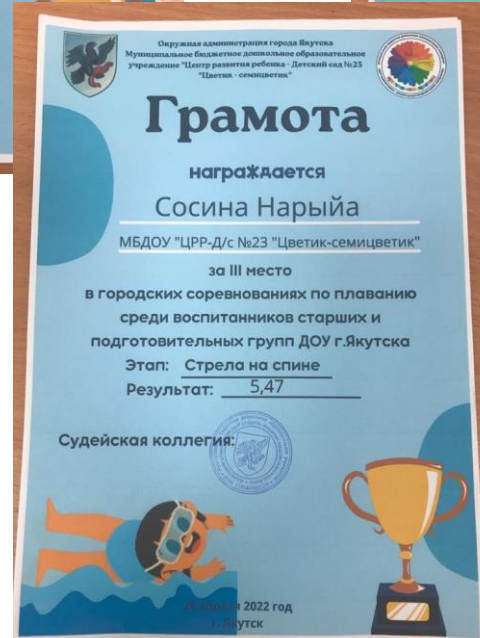 Окружная администрация города Якутска
Муниципальное бюджетное дошкольное образовательное
учреждение "Центр развития ребенка - Детский сад №23
"Цветик - семицветик"
Грамота
награждается
Сосина Нарыйа
МБДОУ "ЦРР-Д/с №23 "Цветик-семицветик"
за III место
в городских соревнованиях по плаванию
среди воспитанников старших и
подготовительных групп ДОУ г.Якутска
Этап: Стрела на спине
Результат: 5,47
Судейская коллегия:
апреля 2022 год
г. Якутск